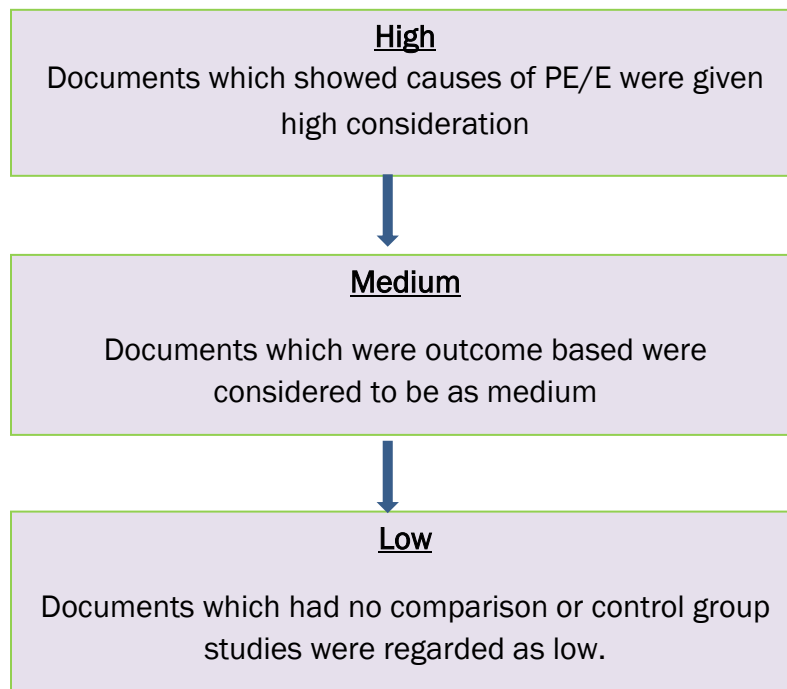 High
Documents which showed causes of PE/E were given
high consideration
Medium
Documents which were outcome based were
considered to be as medium
Low
Documents which had no comparison or control group
studies were regarded as low.